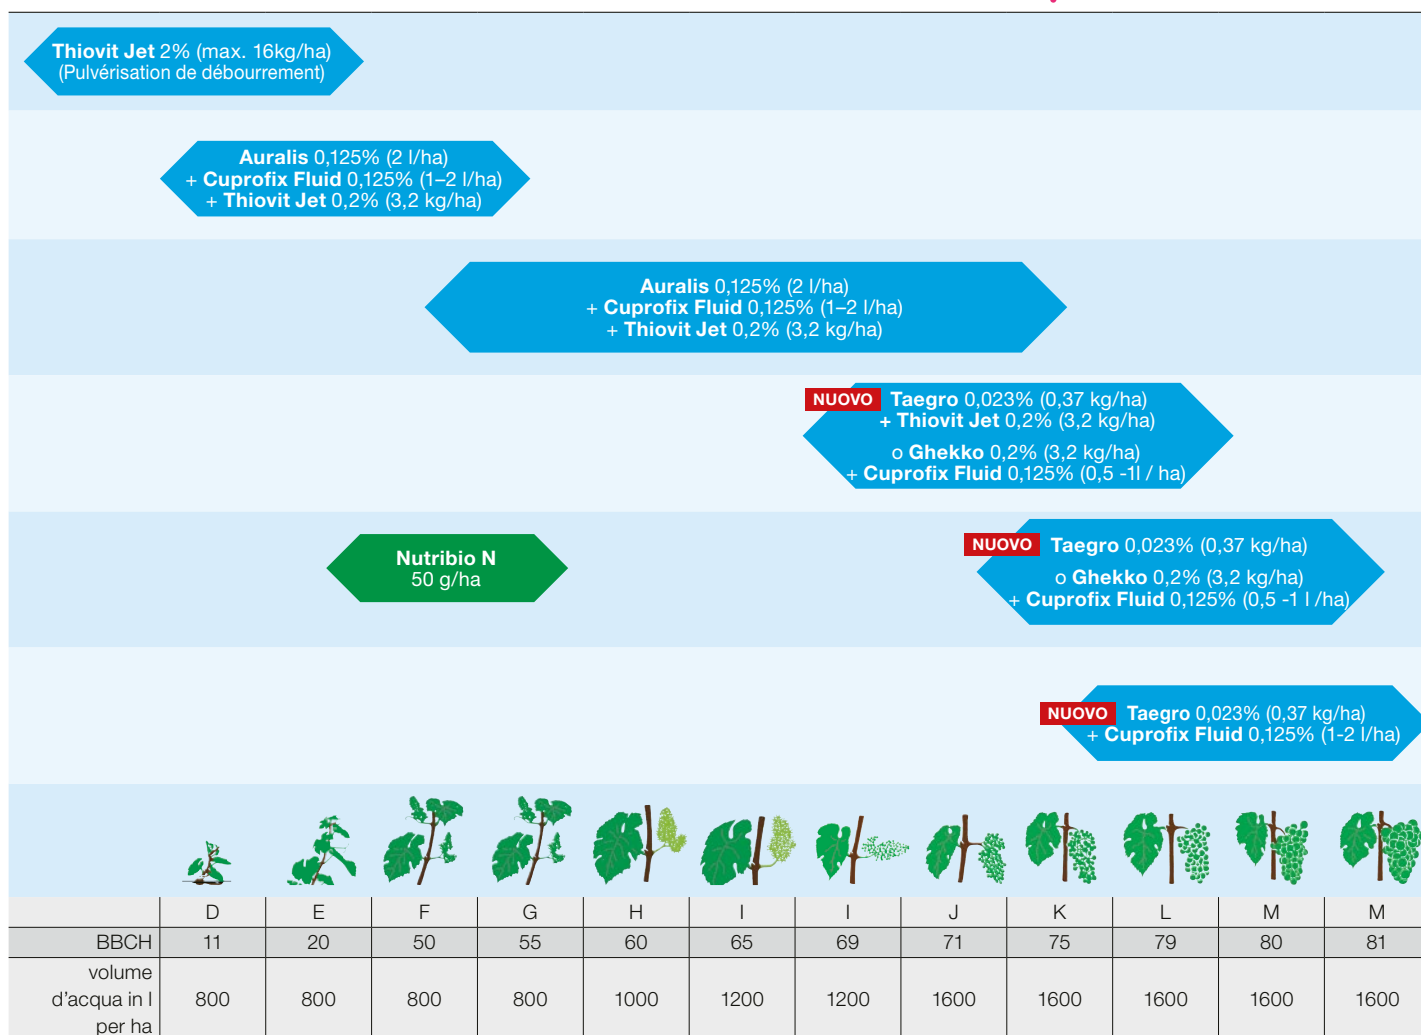 Thiovit Jet 2% (max. 16kg/ha)
(Pulvérisation de débourrement)
Auralis 0,125% (2 l/ha)
+ Cuprofix Fluid 0,125% (1–2 l/ha)
+ Thiovit Jet 0,2% (3,2 kg/ha)
Auralis 0,125% (2 l/ha)
+ Cuprofix Fluid 0,125% (1–2 l/ha)
+ Thiovit Jet 0,2% (3,2 kg/ha)
NUOVO Taegro 0,023% (0,37 kg/ha)
+ Thiovit Jet 0,2% (3,2 kg/ha)
o Ghekko 0,2% (3,2 kg/ha)
+ Cuprofix Fluid 0,125% (0,5 -1l / ha)
Nutribio N
50 g/ha
NUOVO Taegro 0,023% (0,37 kg/ha)
o Ghekko 0,2% (3,2 kg/ha)
+ Cuprofix Fluid 0,125% (0,5 -1 l /ha)
NUOVO Taegro 0,023% (0,37 kg/ha)
+ Cuprofix Fluid 0,125% (1-2 l/ha)
D E F G H I I J K L M M
BBCH 11 20 50 55 60 65 69 71 75 79 80 81
volume
d'acqua in l 800 800 800 800 1000 1200 1200 1600 1600 1600 1600 1600
per ha